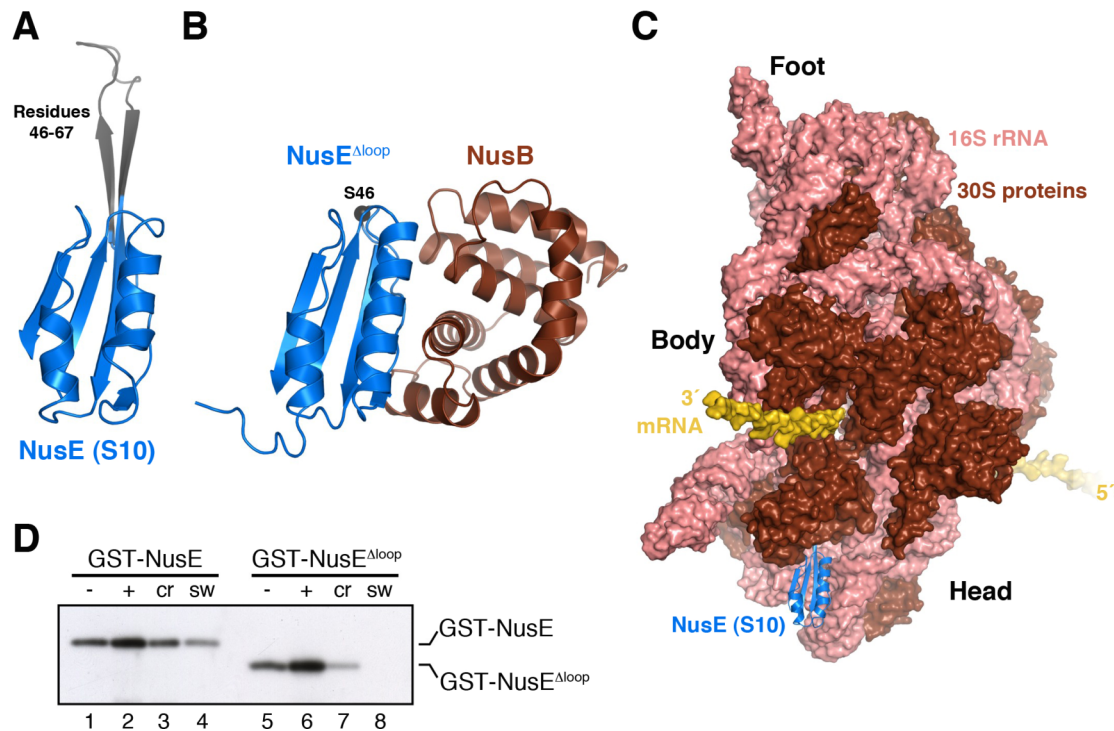 A
Residues
46-67
NusE (S10)
B
NusE^Δloop
NusB
S46
C
Foot
16S rRNA
30S proteins
Body
3´
mRNA
5´
Head
NusE (S10)
D
GST-NusE GST-NusE^Δloop
- + cr sw - + cr sw
GST-NusE
GST-NusE^Δloop
1 2 3 4 5 6 7 8